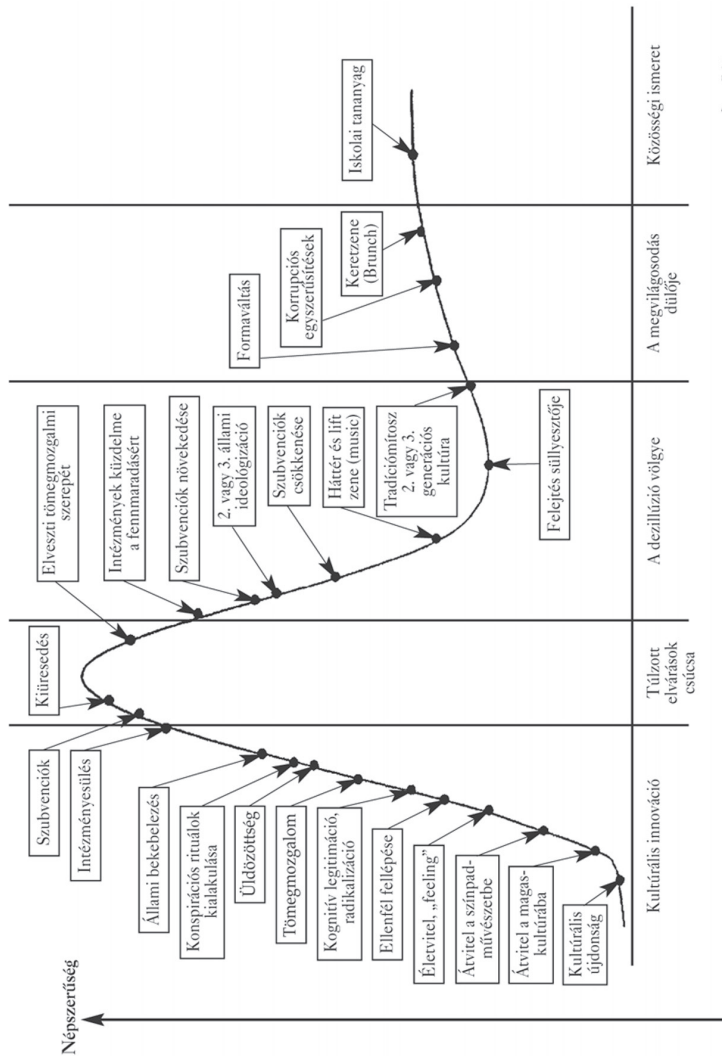 Népszerűség
Kultúrális
újdonság
Átvitel a magas-
kultúrába
Átvitel a színpad-
művészetbe
Életvitel, „feeling”
Ellenfél fellépése
Kognitív legitimáció,
radikalizáció
Tömegmozgalom
Üldözöttség
Konspirációs rituálok
kialakulása
Állami bekebelezés
Intézményesülés
Szubvenciók
Kiüresedés
Elveszti tömegmozgalmi
szerepét
Intézmények küzdelme
a fennmaradásért
Szubvenciók növekedése
2. vagy 3. állami
ideológizáció
Szubvenciók
csökkenése
Háttér és lift
zene (music)
Tradíciómítosz
2. vagy 3.
generációs
kultúra
Felejtés süllyesztője
Formaváltás
Korrupciós
egyszerűsítések
Keretzene
(Brunch)
Iskolai tananyag
Kultúrális innováció
Túlzott
elvárások
csúcsa
A dezillúzió völgye
A megvilágosodás
dűlője
Közösségi ismeret